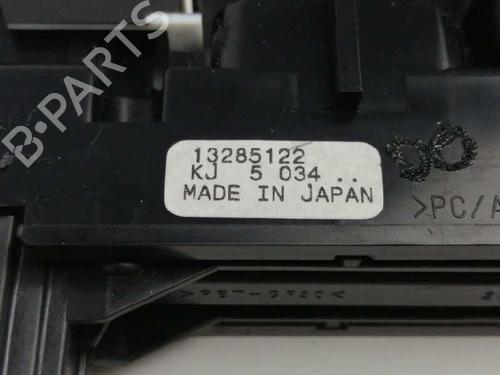 B-PARTS
13285122
KJ 5 034 ..
MADE IN JAPAN
>PC/A